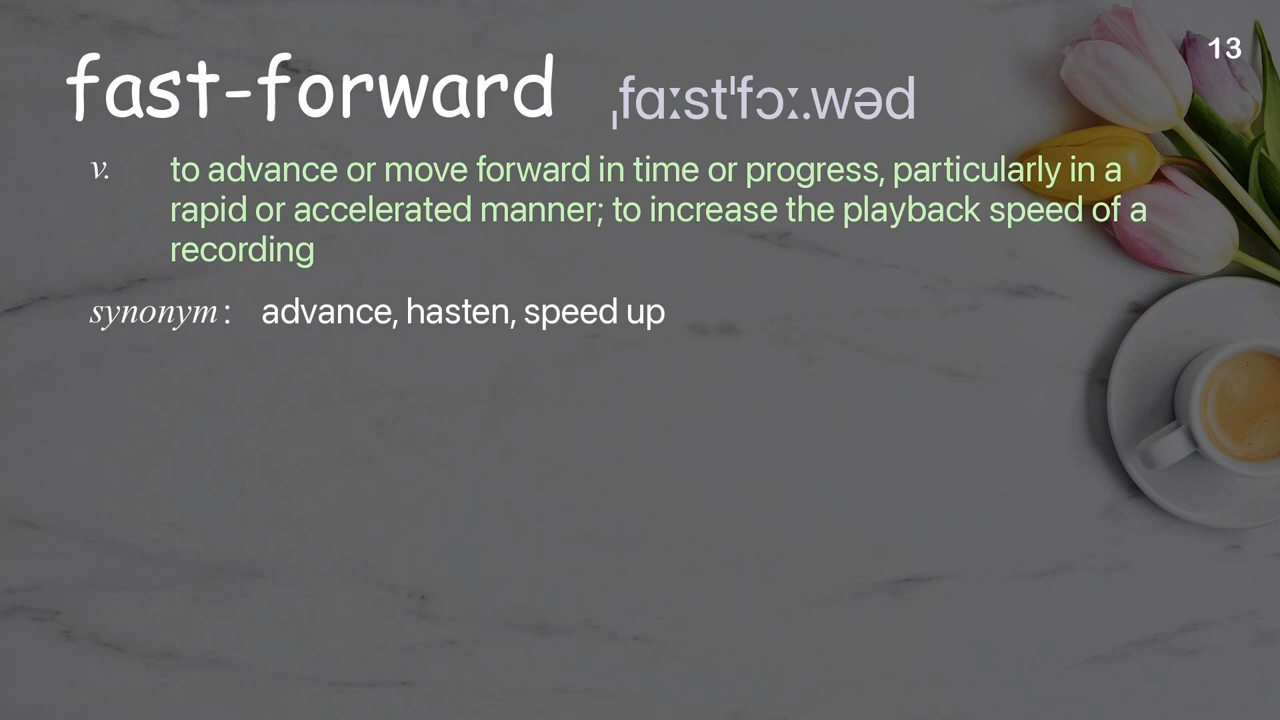 13
fast-forward ˌfɑːstˈfɔː.wəd
v. to advance or move forward in time or progress, particularly in a
rapid or accelerated manner; to increase the playback speed of a
recording
synonym: advance, hasten, speed up